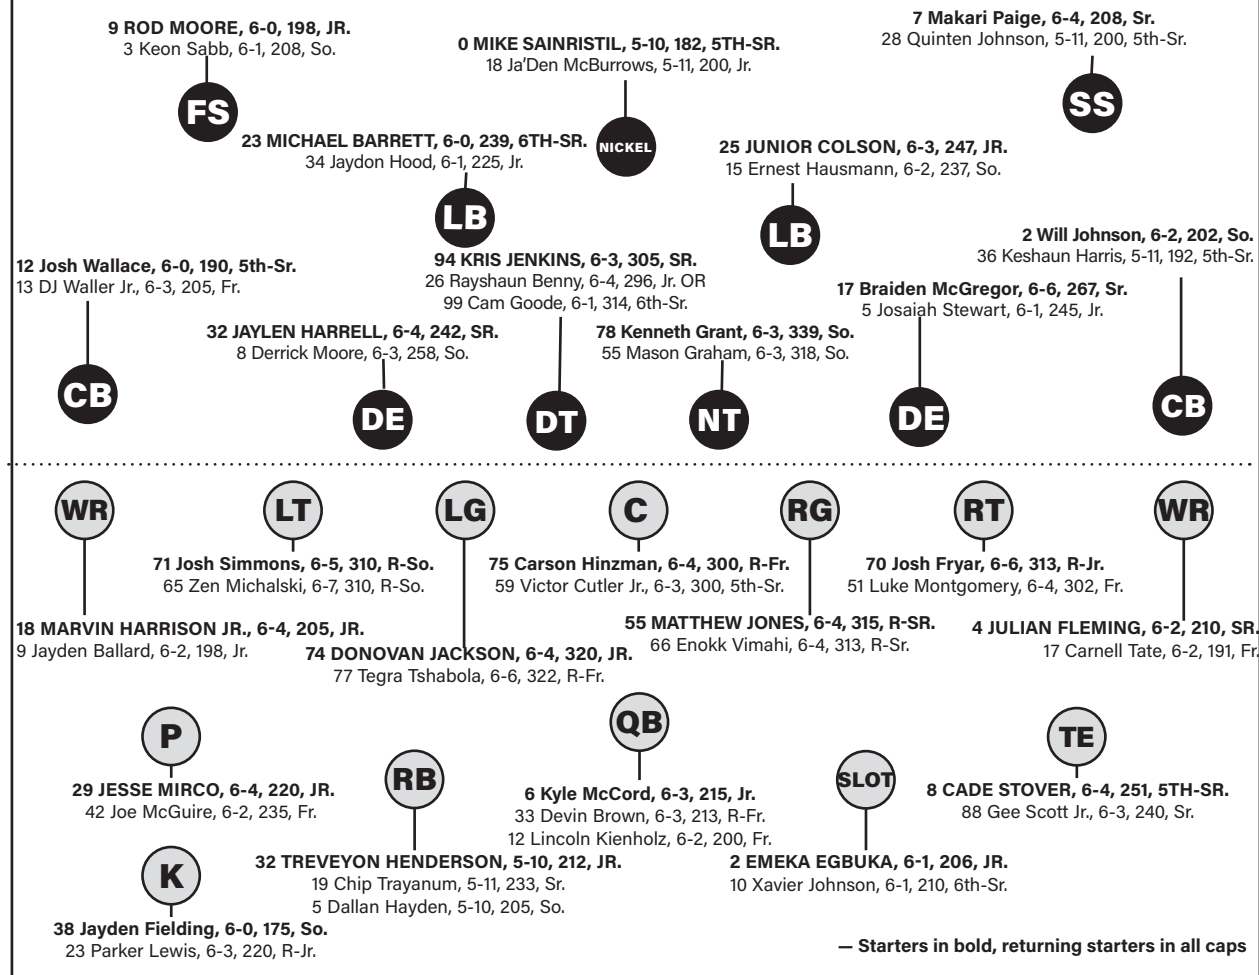 9 ROD MOORE, 6-0, 198, JR.
3 Keon Sabb, 6-1, 208, So.
FS
0 MIKE SAINRISTIL, 5-10, 182, 5TH-SR.
18 Ja’Den McBurrows, 5-11, 200, Jr.
NICKEL
7 Makari Paige, 6-4, 208, Sr.
28 Quinten Johnson, 5-11, 200, 5th-Sr.
SS
23 MICHAEL BARRETT, 6-0, 239, 6TH-SR.
34 Jaydon Hood, 6-1, 225, Jr.
LB
25 JUNIOR COLSON, 6-3, 247, JR.
15 Ernest Hausmann, 6-2, 237, So.
LB
12 Josh Wallace, 6-0, 190, 5th-Sr.
13 DJ Waller Jr., 6-3, 205, Fr.
CB
32 JAYLEN HARRELL, 6-4, 242, SR.
8 Derrick Moore, 6-3, 258, So.
DE
94 KRIS JENKINS, 6-3, 305, SR.
26 Rayshaun Benny, 6-4, 296, Jr. OR
99 Cam Goode, 6-1, 314, 6th-Sr.
DT
78 Kenneth Grant, 6-3, 339, So.
55 Mason Graham, 6-3, 318, So.
NT
17 Braiden McGregor, 6-6, 267, Sr.
5 Josaiah Stewart, 6-1, 245, Jr.
DE
2 Will Johnson, 6-2, 202, So.
36 Keshaun Harris, 5-11, 192, 5th-Sr.
CB
WR
18 MARVIN HARRISON JR., 6-4, 205, JR.
9 Jayden Ballard, 6-2, 198, Jr.
LT
71 Josh Simmons, 6-5, 310, R-So.
65 Zen Michalski, 6-7, 310, R-So.
LG
74 DONOVAN JACKSON, 6-4, 320, JR.
77 Tegra Tshabola, 6-6, 322, R-Fr.
C
75 Carson Hinzman, 6-4, 300, R-Fr.
59 Victor Cutler Jr., 6-3, 300, 5th-Sr.
RG
55 MATTHEW JONES, 6-4, 315, R-SR.
66 Enokk Vimahi, 6-4, 313, R-Sr.
RT
70 Josh Fryar, 6-6, 313, R-Jr.
51 Luke Montgomery, 6-4, 302, Fr.
WR
4 JULIAN FLEMING, 6-2, 210, SR.
17 Carnell Tate, 6-2, 191, Fr.
P
29 JESSE MIRCO, 6-4, 220, JR.
42 Joe McGuire, 6-2, 235, Fr.
K
38 Jayden Fielding, 6-0, 175, So.
23 Parker Lewis, 6-3, 220, R-Jr.
RB
32 TREVEYON HENDERSON, 5-10, 212, JR.
19 Chip Trayanum, 5-11, 233, Sr.
5 Dallan Hayden, 5-10, 205, So.
QB
6 Kyle McCord, 6-3, 215, Jr.
33 Devin Brown, 6-3, 213, R-Fr.
12 Lincoln Kienholz, 6-2, 200, Fr.
SLOT
2 EMEKA EGBUKA, 6-1, 206, JR.
10 Xavier Johnson, 6-1, 210, 6th-Sr.
TE
8 CADE STOVER, 6-4, 251, 5TH-SR.
88 Gee Scott Jr., 6-3, 240, Sr.
— Starters in bold, returning starters in all caps